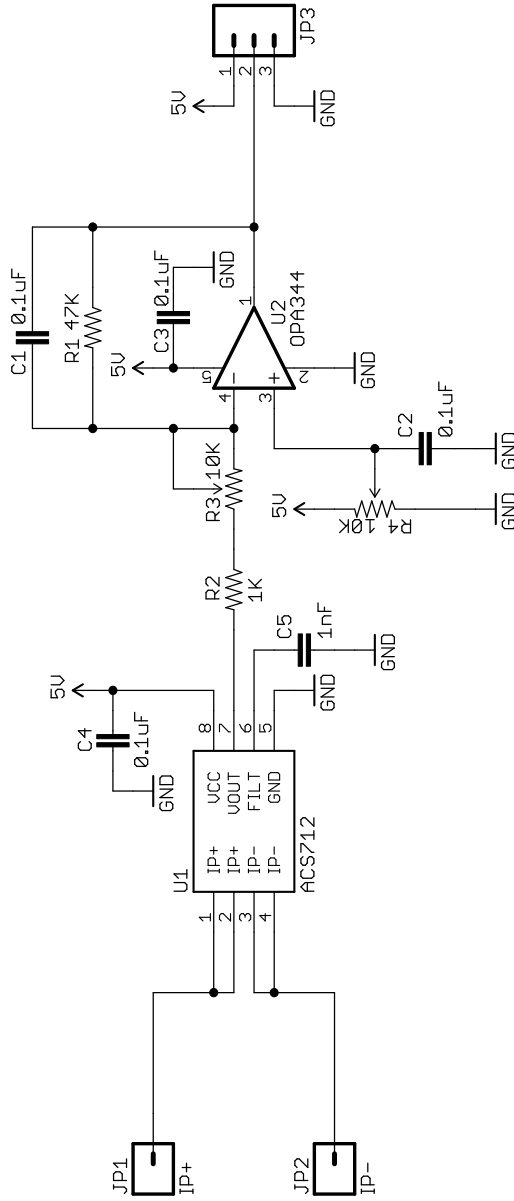 JP1
IP+
JP2
IP-
U1
1
2
3
4
IP+
IP+
IP-
IP-
VCC
VOUT
FILT
GND
8
7
6
5
ACS712
5V
C4
0.1uF
GND
GND
C5
1nF
GND
R2
1K
R3
10K
5V
R4
10K
GND
C2
0.1uF
GND
C1
0.1uF
R1
47K
5V
C3
0.1uF
GND
4
3
5
2
1
-
+
U2
OPA344
GND
5V
1
2
3
JP3
GND